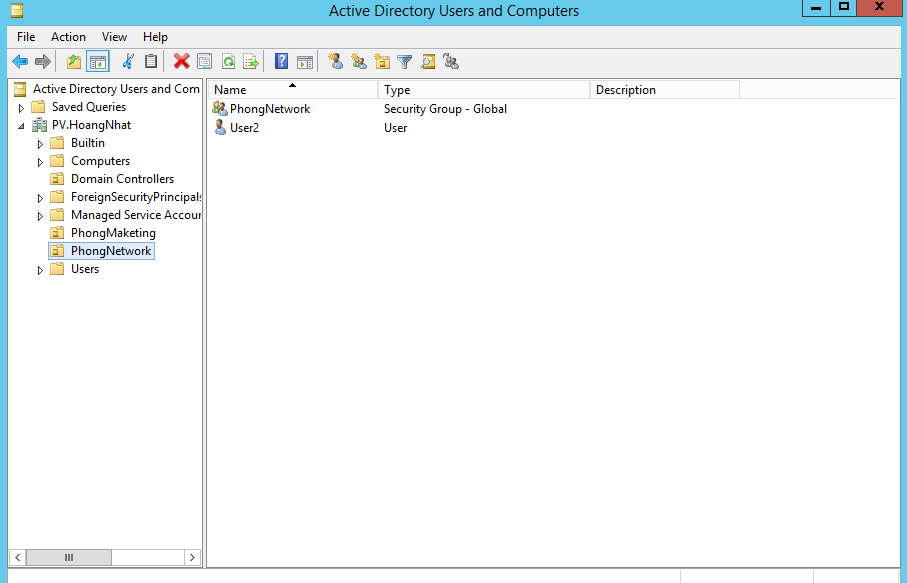 Active Directory Users and Computers
File Action View Help
Active Directory Users and Com
Saved Queries
PV.HoangNhat
Builtin
Computers
Domain Controllers
ForeignSecurityPrincipals
Managed Service Accour
PhongMaketing
PhongNetwork
Users
Name Type Description
PhongNetwork Security Group - Global
User2 User